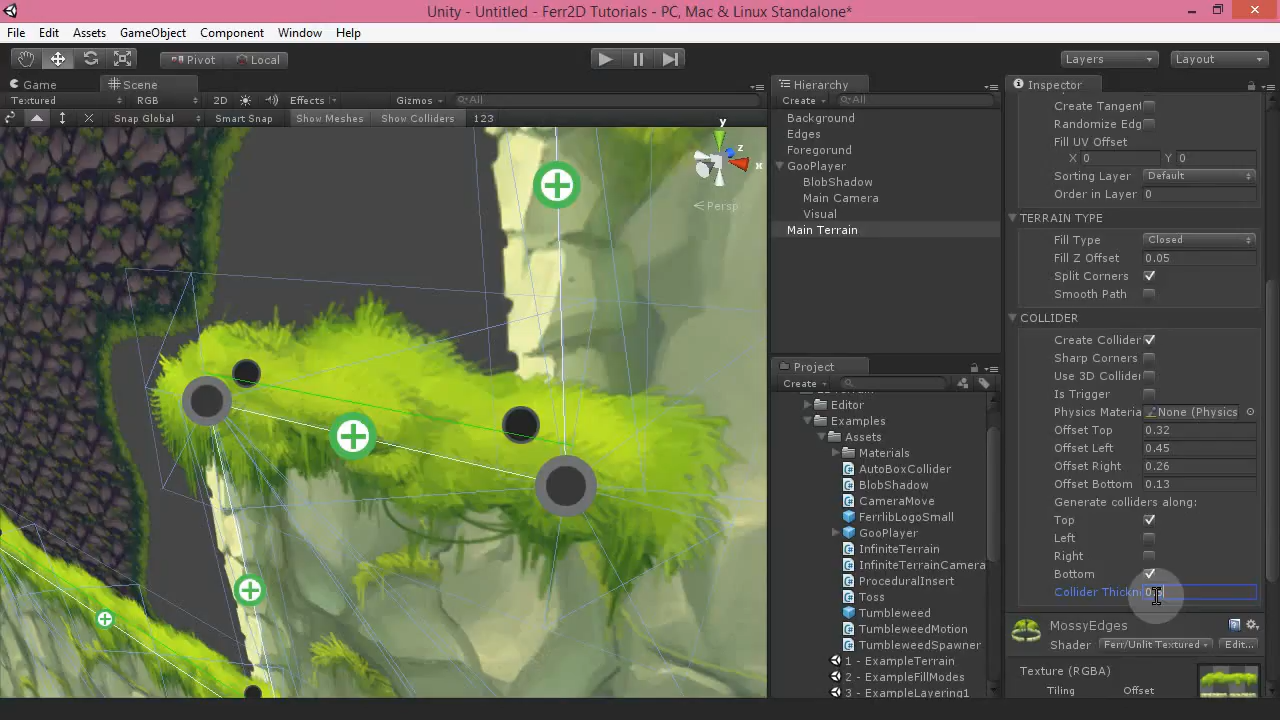 Unity - Untitled - Ferr2D Tutorials - PC, Mac & Linux Standalone*
File Edit Assets GameObject Component Window Help
Pivot Local Layers Layout
Game Scene
Textured RGB 2D Effects Gizmos All
Snap Global Smart Snap Show Meshes Show Colliders 123
y
z
x
Persp
Hierarchy
Create All
Background
Edges
Foregorund
GooPlayer
BlobShadow
Main Camera
Visual
Main Terrain
Project
Create
Editor
Examples
Assets
Materials
AutoBoxCollider
BlobShadow
CameraMove
FerrlibLogoSmall
GooPlayer
InfiniteTerrain
InfiniteTerrainCamera
ProceduralInsert
Toss
Tumbleweed
TumbleweedMotion
TumbleweedSpawner
1 - ExampleTerrain
2 - ExampleFillModes
3 - ExampleLayering1
Inspector
Create Tangent
Randomize Edg
Fill UV Offset
X 0 Y 0
Sorting Layer Default
Order in Layer 0
TERRAIN TYPE
Fill Type Closed
Fill Z Offset 0.05
Split Corners
Smooth Path
COLLIDER
Create Collider
Sharp Corners
Use 3D Collider
Is Trigger
Physics Materia None (Physics
Offset Top 0.32
Offset Left 0.45
Offset Right 0.26
Offset Bottom 0.13
Generate colliders along:
Top
Left
Right
Bottom
Collider Thickn
MossyEdges
Shader Ferr/Unlit Textured Edit...
Texture (RGBA)
Tiling Offset